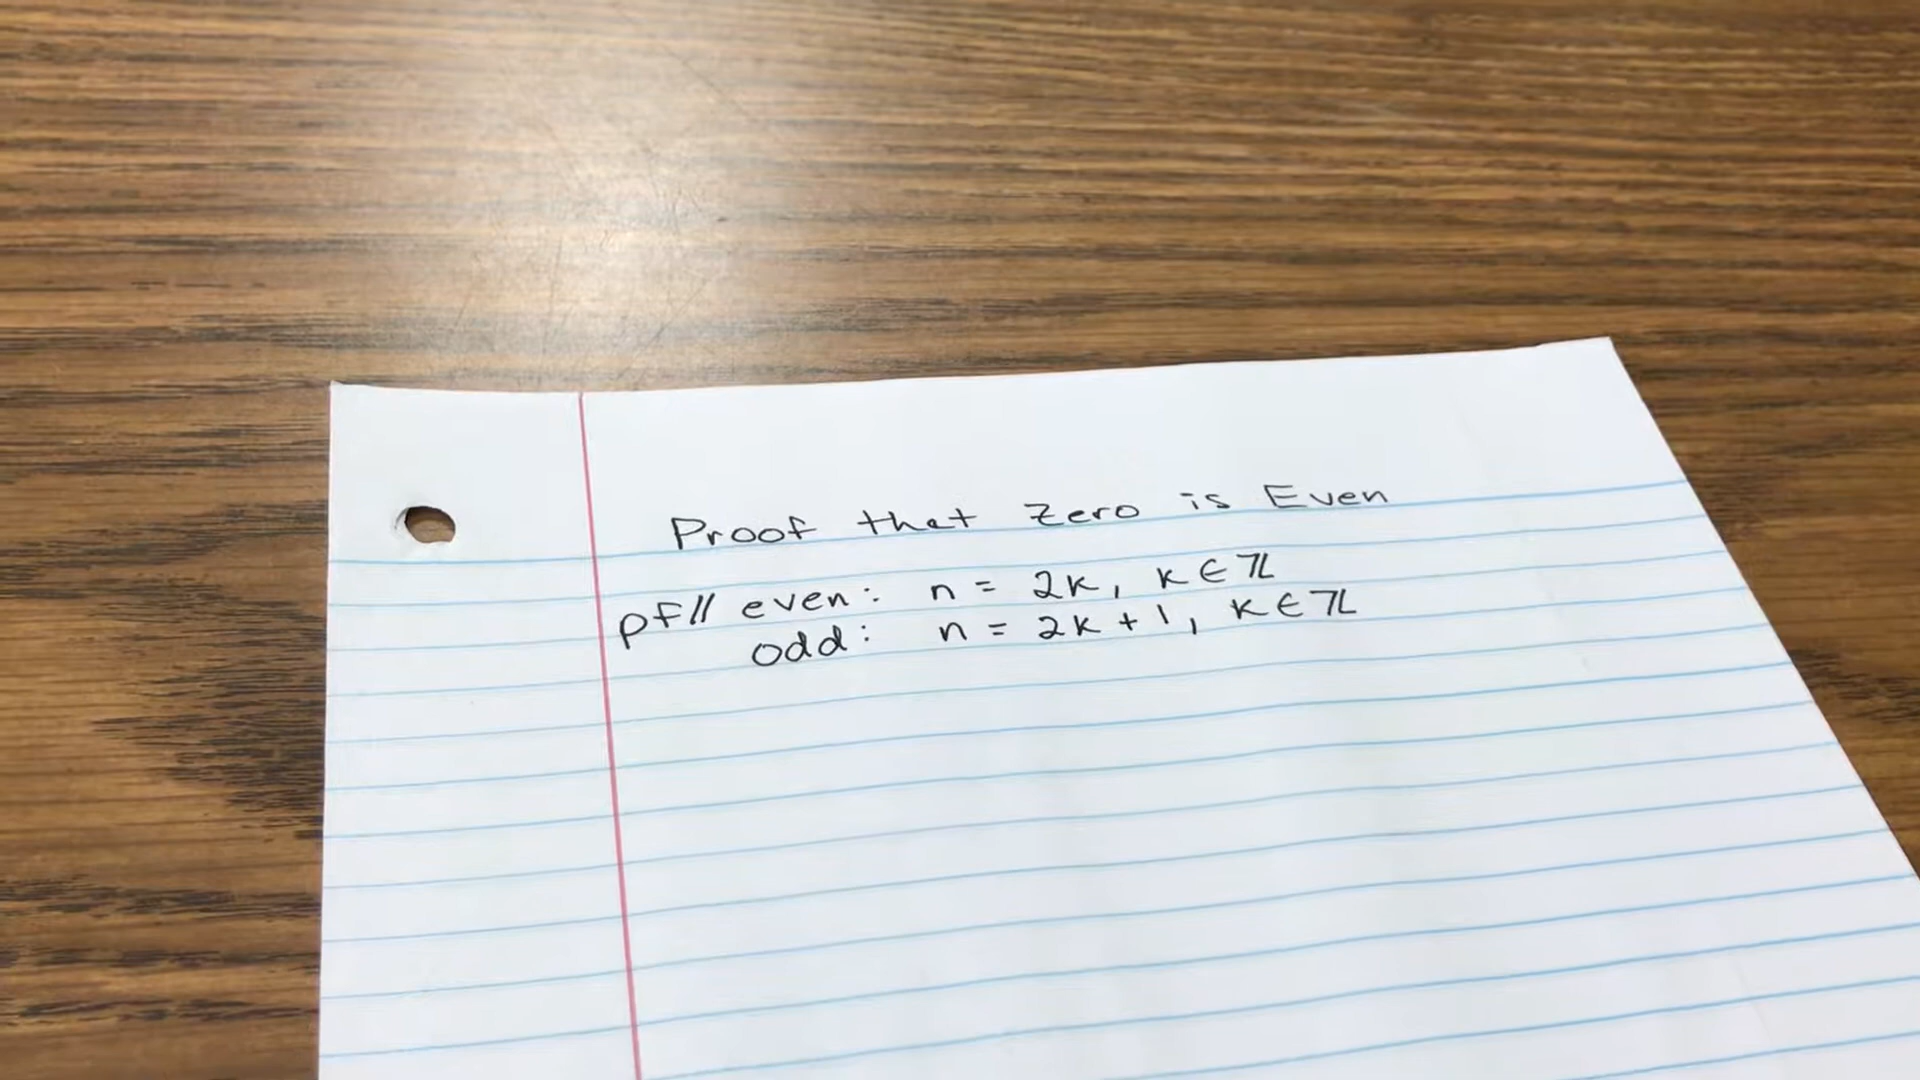 Proof that Zero is Even
pf// even: n = 2k, k ∈ ℤ
odd: n = 2k + 1, k ∈ ℤ